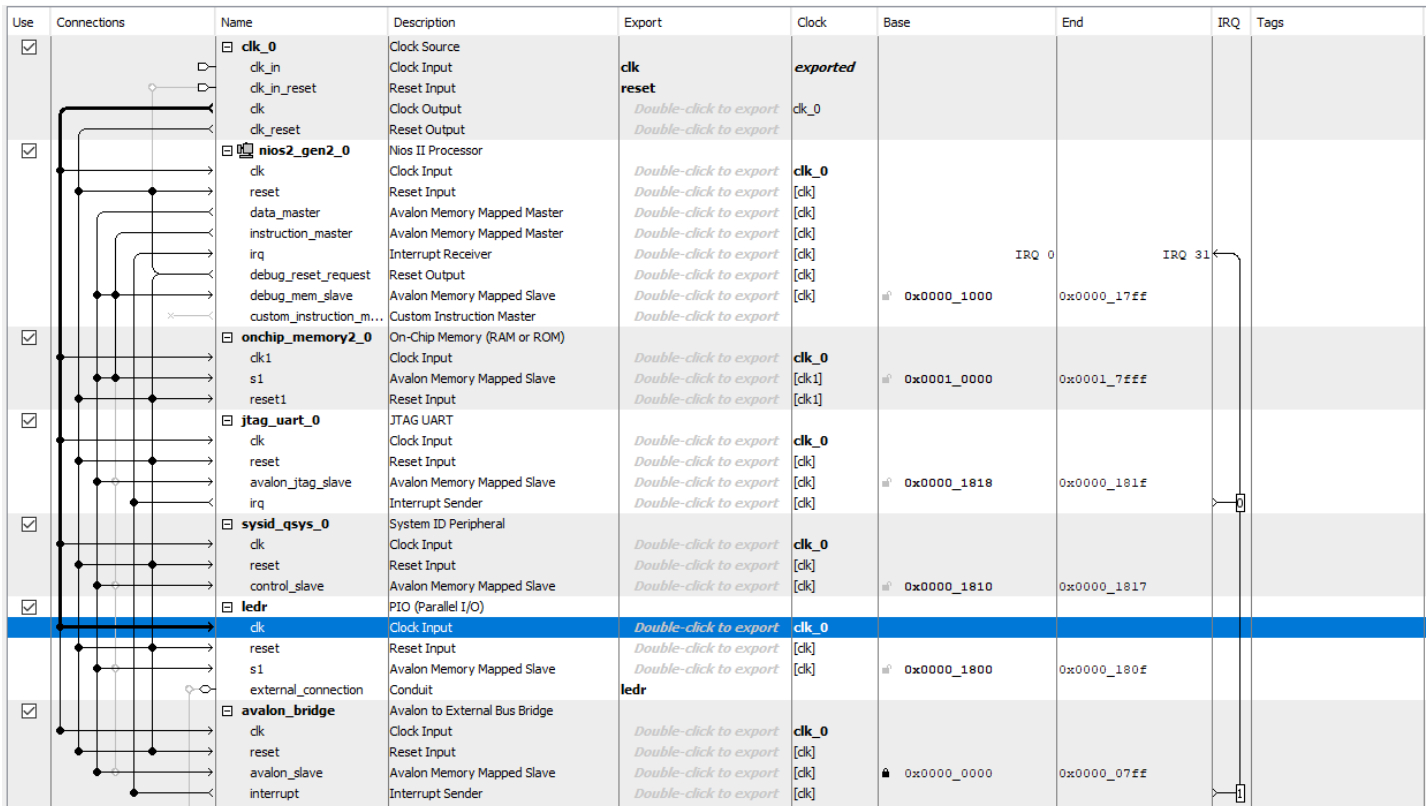 Use Connections Name Description Export Clock Base End IRQ Tags
clk_0 Clock Source
clk_in Clock Input clk exported
clk_in_reset Reset Input reset
clk Clock Output Double-click to export clk_0
clk_reset Reset Output Double-click to export
nios2_gen2_0 Nios II Processor
clk Clock Input Double-click to export clk_0
reset Reset Input Double-click to export [clk]
data_master Avalon Memory Mapped Master Double-click to export [clk]
instruction_master Avalon Memory Mapped Master Double-click to export [clk]
irq Interrupt Receiver Double-click to export [clk] IRQ 0 IRQ 31
debug_reset_request Reset Output Double-click to export [clk]
debug_mem_slave Avalon Memory Mapped Slave Double-click to export [clk] 0x0000_1000 0x0000_17ff
custom_instruction_m... Custom Instruction Master Double-click to export
onchip_memory2_0 On-Chip Memory (RAM or ROM)
clk1 Clock Input Double-click to export clk_0
s1 Avalon Memory Mapped Slave Double-click to export [clk1] 0x0001_0000 0x0001_7fff
reset1 Reset Input Double-click to export [clk1]
jtag_uart_0 JTAG UART
clk Clock Input Double-click to export clk_0
reset Reset Input Double-click to export [clk]
avalon_jtag_slave Avalon Memory Mapped Slave Double-click to export [clk] 0x0000_1818 0x0000_181f
irq Interrupt Sender Double-click to export [clk] 0
sysid_qsys_0 System ID Peripheral
clk Clock Input Double-click to export clk_0
reset Reset Input Double-click to export [clk]
control_slave Avalon Memory Mapped Slave Double-click to export [clk] 0x0000_1810 0x0000_1817
ledr PIO (Parallel I/O)
clk Clock Input Double-click to export clk_0
reset Reset Input Double-click to export [clk]
s1 Avalon Memory Mapped Slave Double-click to export [clk] 0x0000_1800 0x0000_180f
external_connection Conduit ledr
avalon_bridge Avalon to External Bus Bridge
clk Clock Input Double-click to export clk_0
reset Reset Input Double-click to export [clk]
avalon_slave Avalon Memory Mapped Slave Double-click to export [clk] 0x0000_0000 0x0000_07ff
interrupt Interrupt Sender Double-click to export [clk] 1